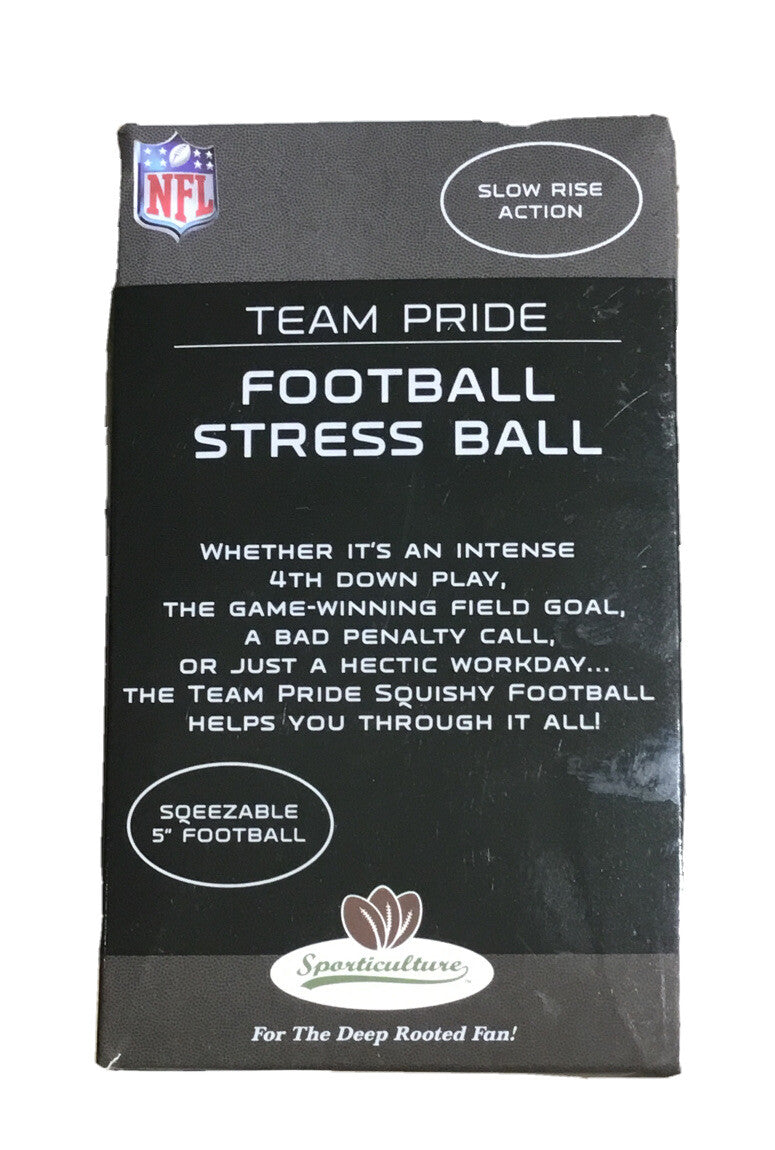 NFL
SLOW RISE
ACTION
TEAM PRIDE
FOOTBALL
STRESS BALL
WHETHER IT'S AN INTENSE
4TH DOWN PLAY,
THE GAME-WINNING FIELD GOAL,
A BAD PENALTY CALL,
OR JUST A HECTIC WORKDAY...
THE TEAM PRIDE SQUISHY FOOTBALL
HELPS YOU THROUGH IT ALL!
SQEEZABLE
5" FOOTBALL
Sporticulture™
For The Deep Rooted Fan!